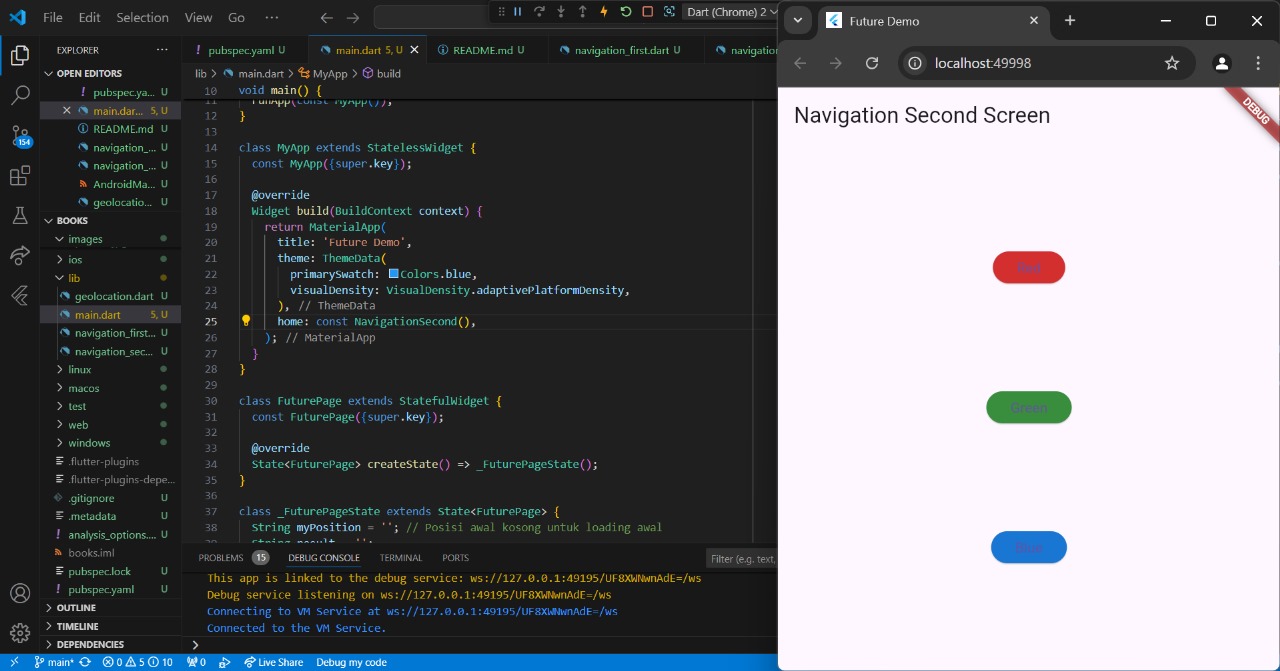 File Edit Selection View Go ···
Dart (Chrome) 2
EXPLORER ···
OPEN EDITORS
pubspec.ya... U
main.dar... 5, U
README.md U
navigation_... U
navigation_... U
AndroidMa... U
geolocatio... U
BOOKS
images
ios
lib
geolocation.dart U
main.dart 5, U
navigation_first... U
navigation_sec... U
linux
macos
test
web
windows
.flutter-plugins
.flutter-plugins-depe...
.gitignore U
.metadata U
analysis_options.... U
books.iml
pubspec.lock U
pubspec.yaml U
OUTLINE
TIMELINE
DEPENDENCIES
154
! pubspec.yaml U main.dart 5, U README.md U navigation_first.dart U navigation
lib > main.dart > MyApp > build
10 void main() {
11 runApp(const MyApp());
12 }
13
14 class MyApp extends StatelessWidget {
15 const MyApp({super.key});
16
17 @override
18 Widget build(BuildContext context) {
19 return MaterialApp(
20 title: 'Future Demo',
21 theme: ThemeData(
22 primarySwatch: Colors.blue,
23 visualDensity: VisualDensity.adaptivePlatformDensity,
24 ), // ThemeData
25 home: const NavigationSecond(),
26 ); // MaterialApp
27 }
28 }
29
30 class FuturePage extends StatefulWidget {
31 const FuturePage({super.key});
32
33 @override
34 State<FuturePage> createState() => _FuturePageState();
35 }
36
37 class _FuturePageState extends State<FuturePage> {
38 String myPosition = ''; // Posisi awal kosong untuk loading awal
39 String result = '';
PROBLEMS 15 DEBUG CONSOLE TERMINAL PORTS Filter (e.g. text,
This app is linked to the debug service: ws://127.0.0.1:49195/UF8XWNwnAdE=/ws
Debug service listening on ws://127.0.0.1:49195/UF8XWNwnAdE=/ws
Connecting to VM Service at ws://127.0.0.1:49195/UF8XWNwnAdE=/ws
Connected to the VM Service.
>
main* 0 5 10 0 Live Share Debug my code
Future Demo
localhost:49998
DEBUG
Navigation Second Screen
Red
Green
Blue